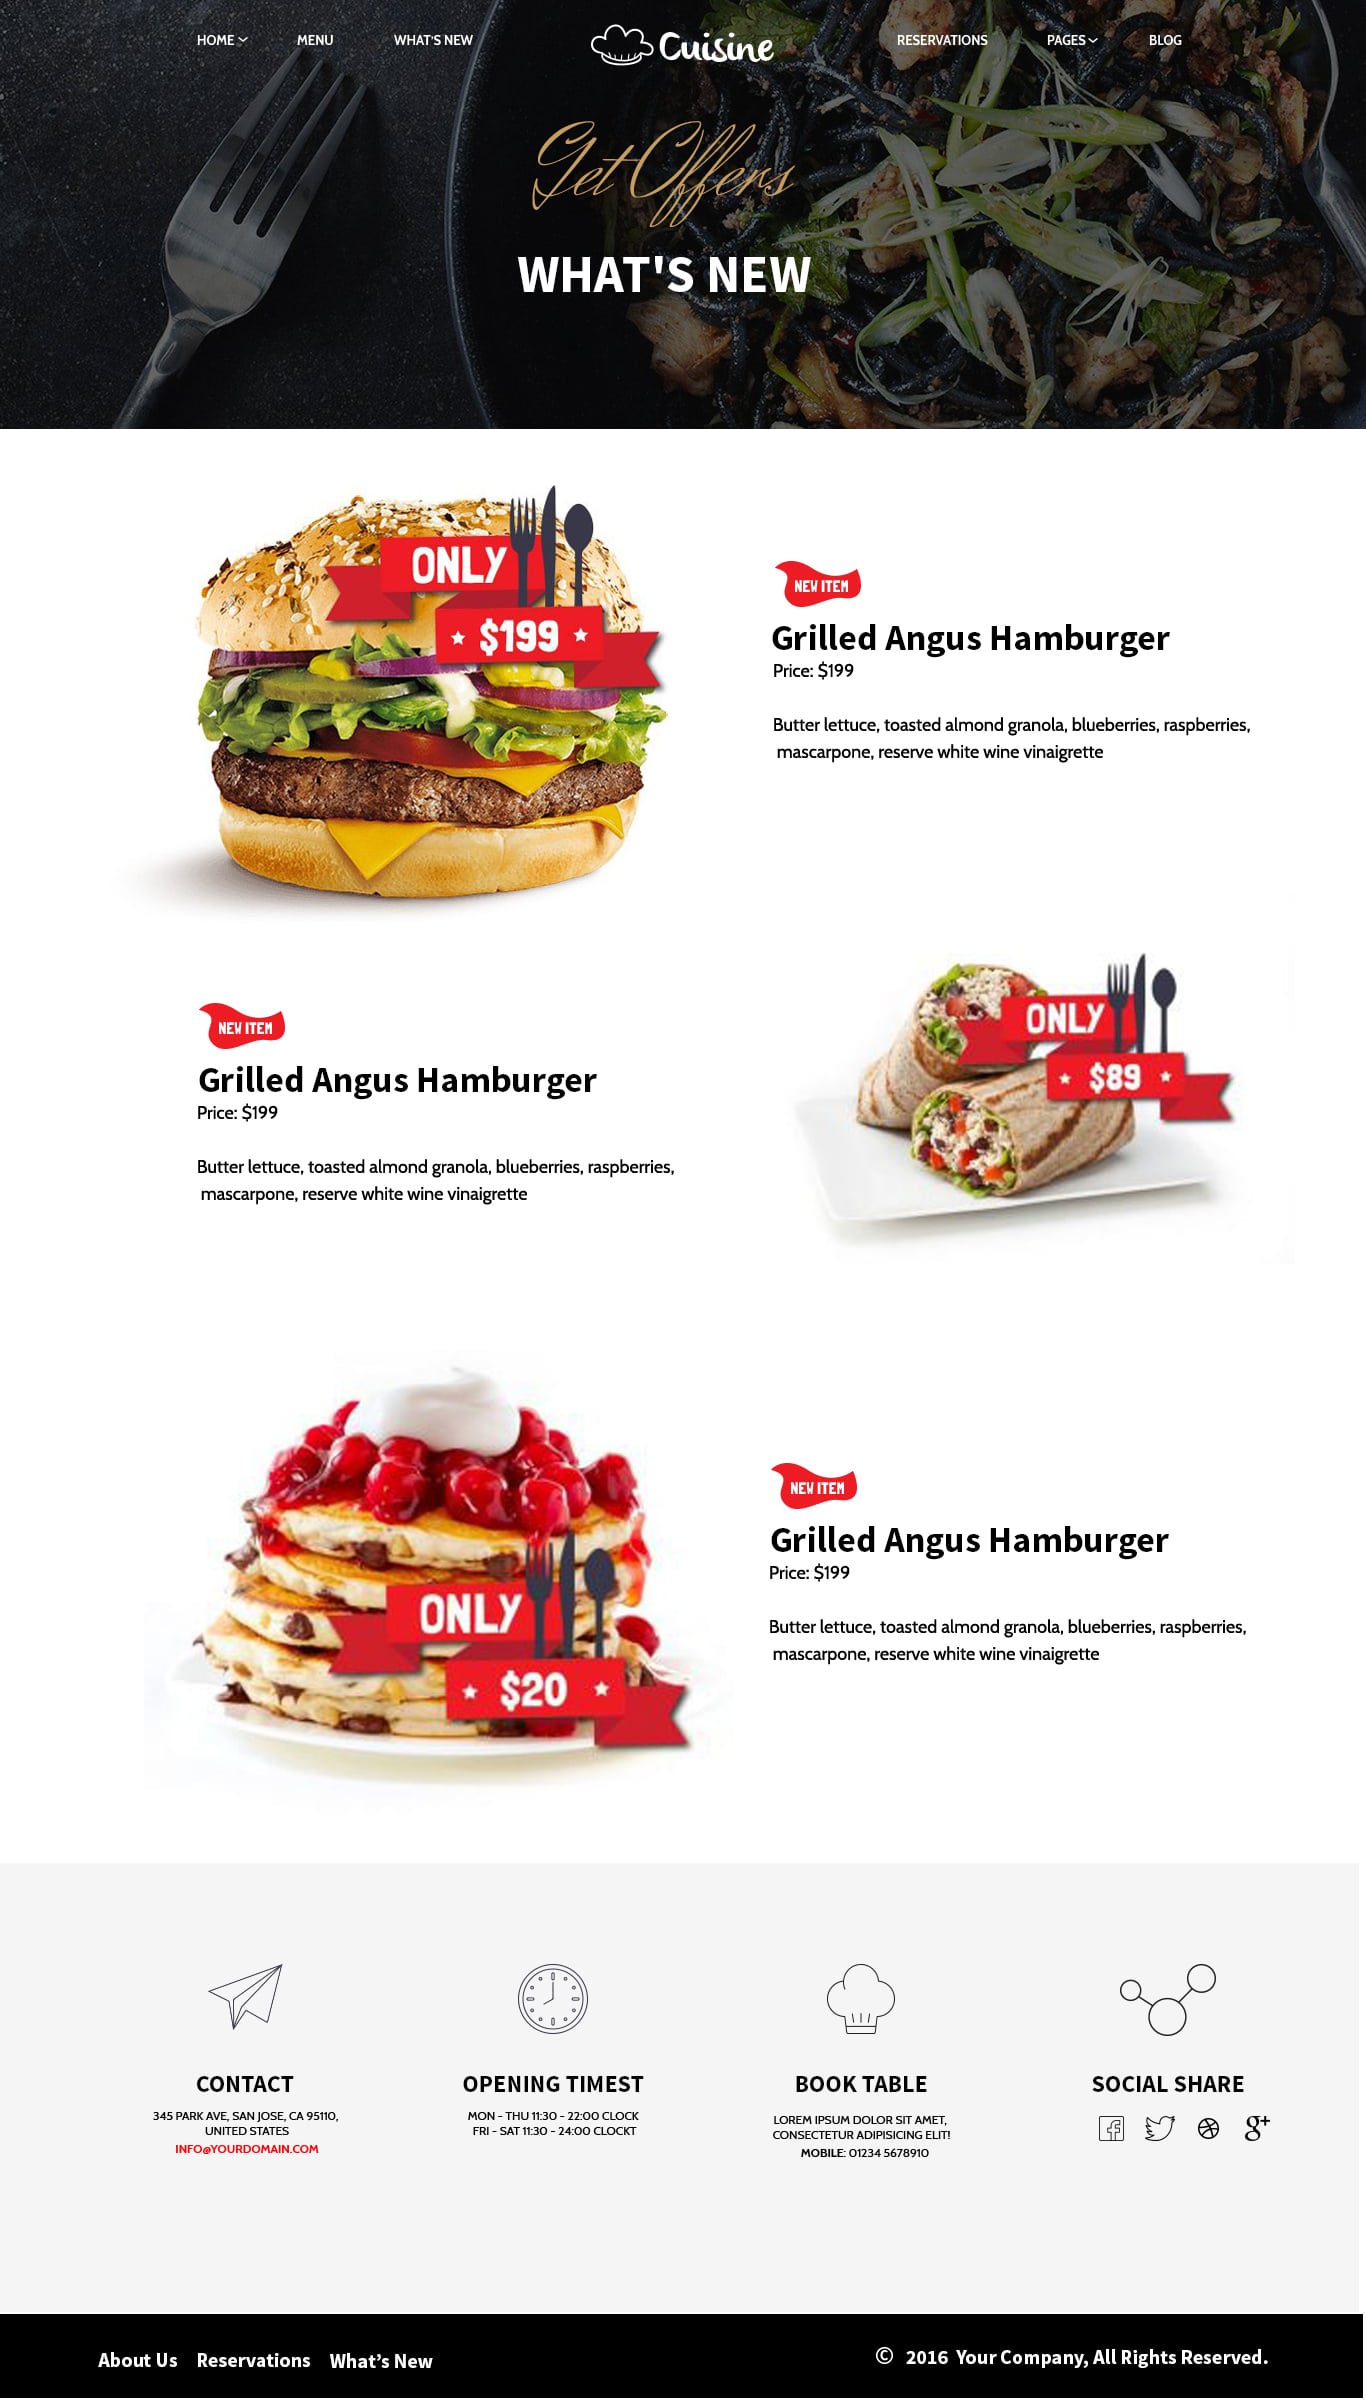 HOME
MENU
WHAT'S NEW
Cuisine
RESERVATIONS
PAGES
BLOG
Get Offers
WHAT'S NEW
ONLY
$199
NEW ITEM
Grilled Angus Hamburger
Price: $199
Butter lettuce, toasted almond granola, blueberries, raspberries,
mascarpone, reserve white wine vinaigrette
NEW ITEM
Grilled Angus Hamburger
Price: $199
Butter lettuce, toasted almond granola, blueberries, raspberries,
mascarpone, reserve white wine vinaigrette
ONLY
$89
ONLY
$20
NEW ITEM
Grilled Angus Hamburger
Price: $199
Butter lettuce, toasted almond granola, blueberries, raspberries,
mascarpone, reserve white wine vinaigrette
CONTACT
345 PARK AVE, SAN JOSE, CA 95110,
UNITED STATES
INFO@YOURDOMAIN.COM
OPENING TIMEST
MON - THU 11:30 - 22:00 CLOCK
FRI - SAT 11:30 - 24:00 CLOCKT
BOOK TABLE
LOREM IPSUM DOLOR SIT AMET,
CONSECTETUR ADIPISICING ELIT!
MOBILE: 01234 5678910
SOCIAL SHARE
About Us
Reservations
What's New
© 2016 Your Company, All Rights Reserved.